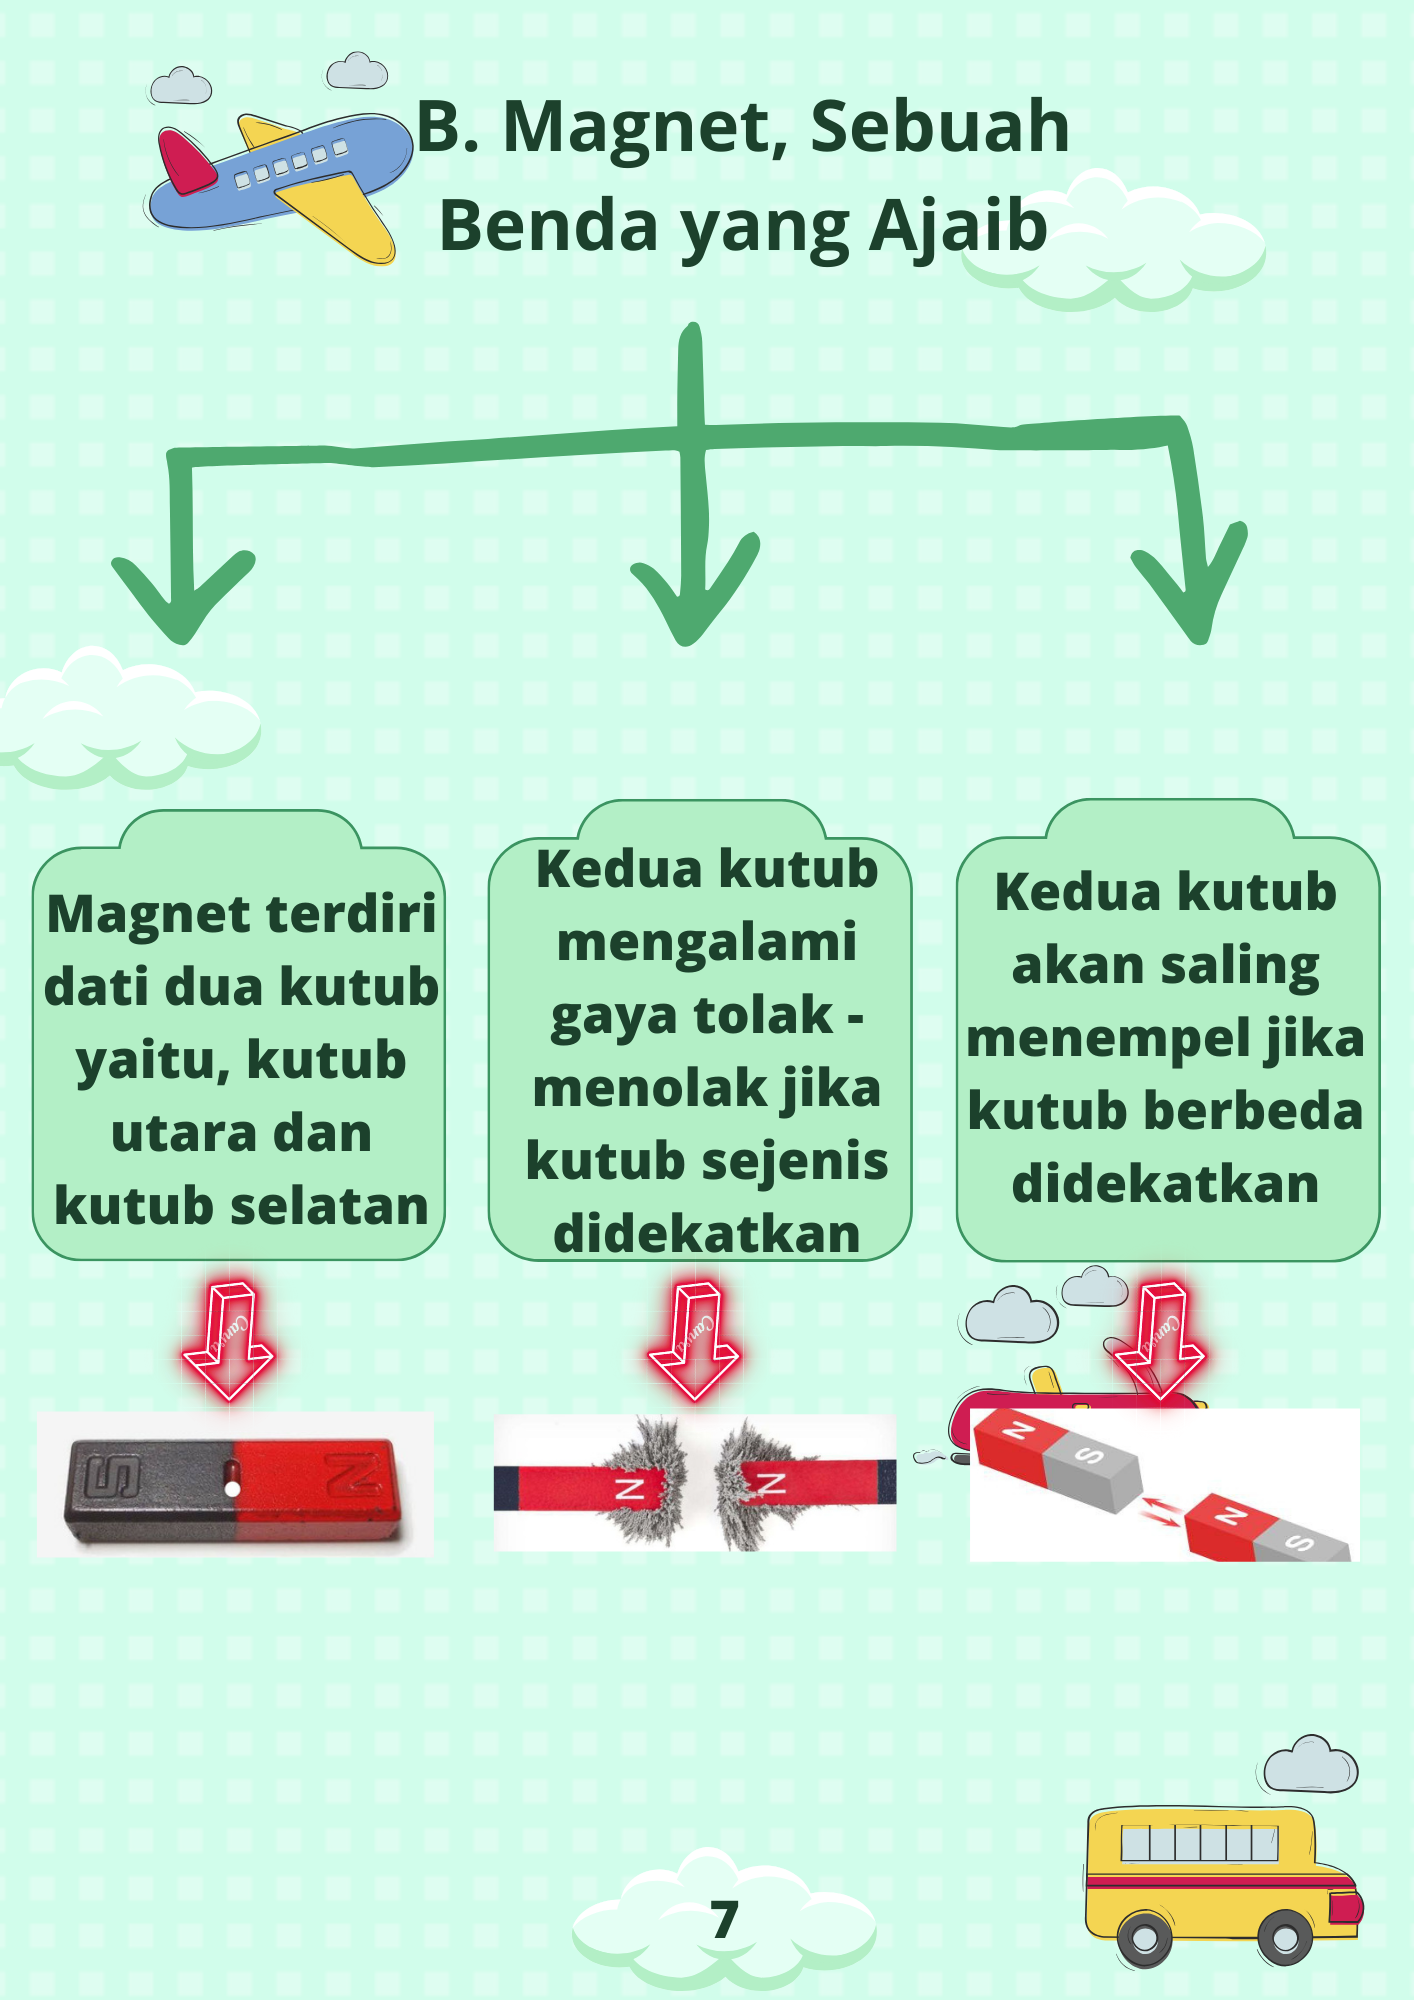 B. Magnet, Sebuah
Benda yang Ajaib
Magnet terdiri
dati dua kutub
yaitu, kutub
utara dan
kutub selatan
Kedua kutub
mengalami
gaya tolak -
menolak jika
kutub sejenis
didekatkan
Kedua kutub
akan saling
menempel jika
kutub berbeda
didekatkan
Canva
Canva
Canva
S N
N N
N S
N S
7